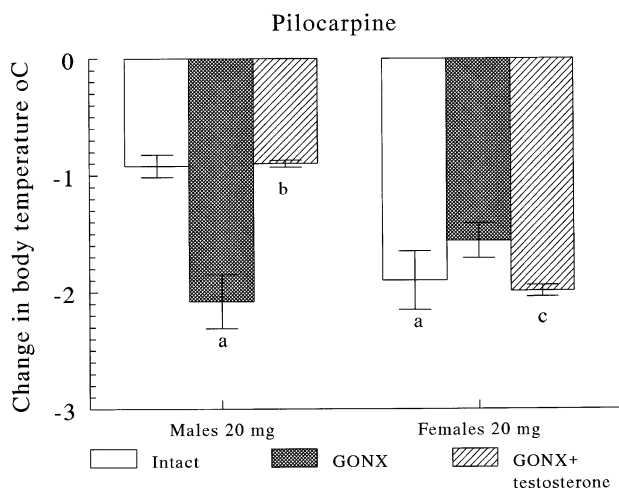 Pilocarpine
Change in body temperature oC
0
-1
-2
-3
b
a
a
c
Males 20 mg
Females 20 mg
Intact
GONX
GONX+
testosterone